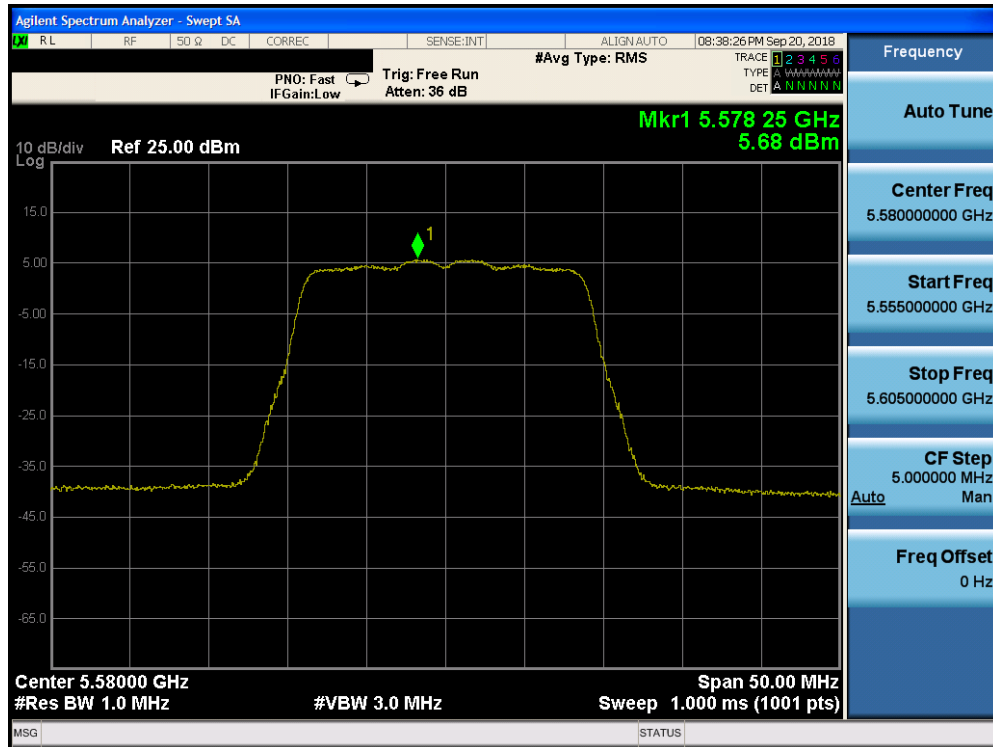 Agilent Spectrum Analyzer - Swept SA
LXI RL RF 50 Ω DC CORREC SENSE:INT ALIGN AUTO 08:38:26 PM Sep 20, 2018
Frequency
#Avg Type: RMS
TRACE 1 2 3 4 5 6
PNO: Fast Trig: Free Run
TYPE A WWWWW
IFGain:Low Atten: 36 dB
DET A N N N N N
Auto Tune
Mkr1 5.578 25 GHz
5.68 dBm
10 dB/div Ref 25.00 dBm
Log
1
15.0
5.00
-5.00
-15.0
-25.0
-35.0
-45.0
-55.0
-65.0
Center Freq
5.580000000 GHz
Start Freq
5.555000000 GHz
Stop Freq
5.605000000 GHz
CF Step
5.000000 MHz
Auto Man
Freq Offset
0 Hz
Center 5.58000 GHz Span 50.00 MHz
#Res BW 1.0 MHz #VBW 3.0 MHz Sweep 1.000 ms (1001 pts)
MSG STATUS